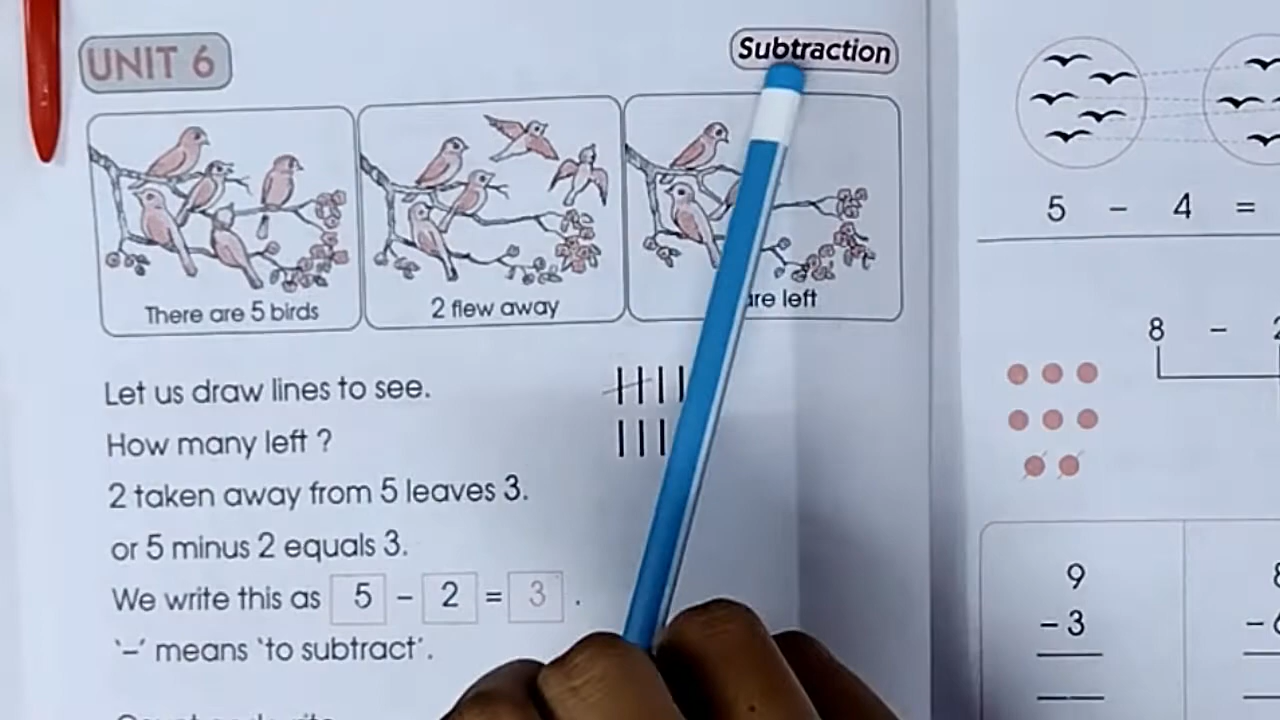 UNIT 6
Subtraction
There are 5 birds
2 flew away
are left
Let us draw lines to see.
How many left ?
2 taken away from 5 leaves 3.
or 5 minus 2 equals 3.
We write this as 5 – 2 = 3 .
‘–’ means ‘to subtract’.
5 – 4 =
8 – 2
9
– 3